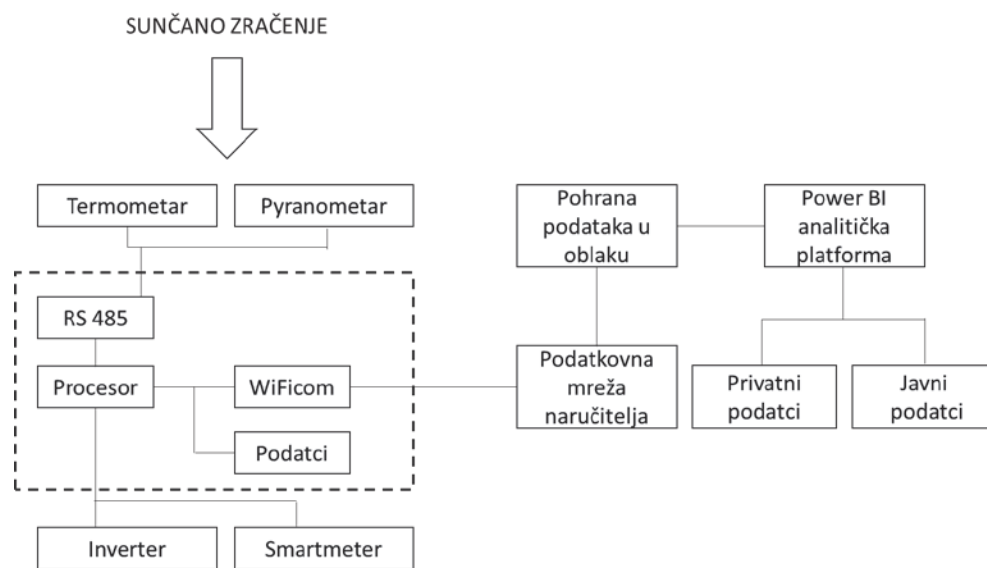 SUNČANO ZRAČENJE
Termometar
Pyranometar
Pohrana
podataka u
oblaku
Power BI
analitička
platforma
RS 485
Procesor
WiFicom
Podatkovna
mreža
naručitelja
Privatni
podatci
Javni
podatci
Podatci
Inverter
Smartmeter